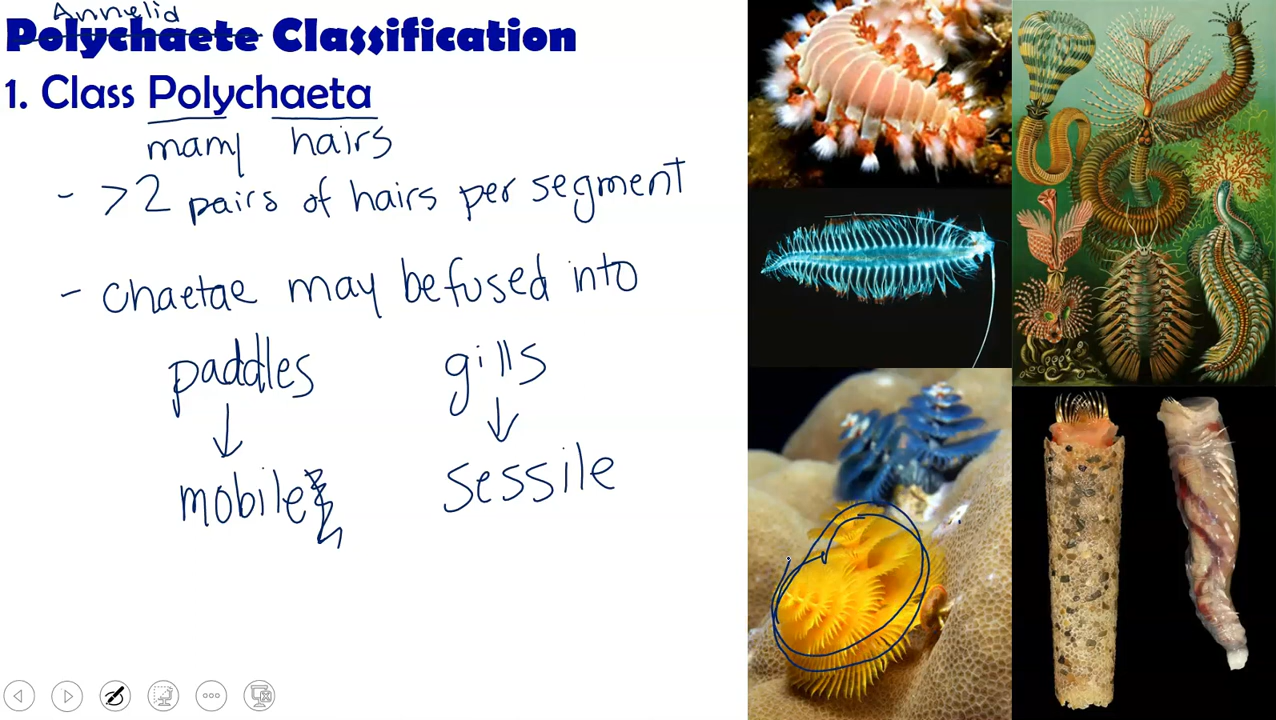 Annelid
Polychaete Classification
1. Class Polychaeta
many hairs
- >2 pairs of hairs per segment
- chaetae may be fused into
paddles gills
↓ ↓
mobile sessile